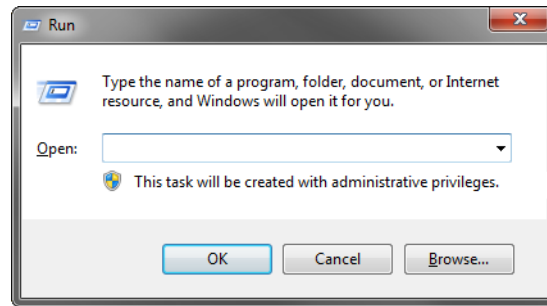 Run
Type the name of a program, folder, document, or Internet
resource, and Windows will open it for you.
Open:
This task will be created with administrative privileges.
OK Cancel Browse...